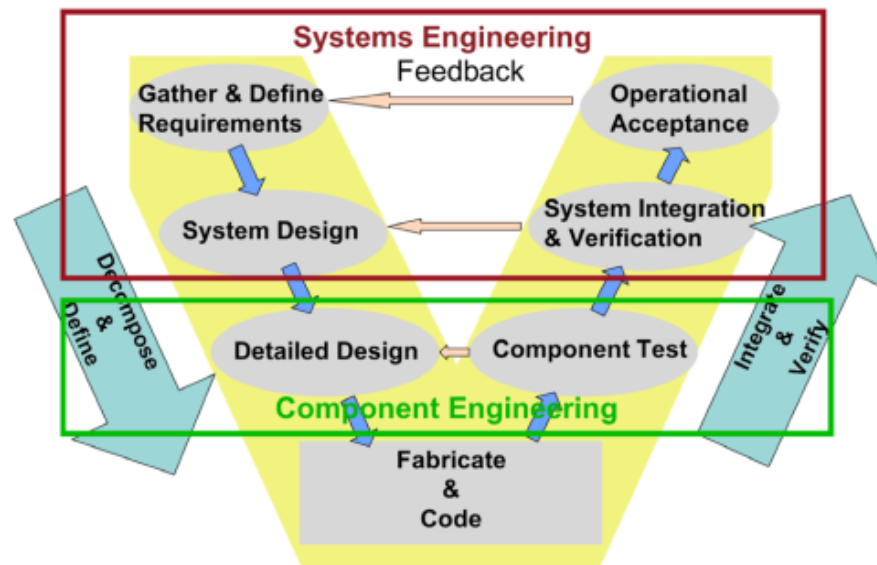 Systems Engineering
Feedback
Gather & Define
Requirements
Operational
Acceptance
System Design
System Integration
& Verification
Decompose
&
Define
Integrate
&
Verify
Detailed Design
Component Test
Component Engineering
Fabricate
&
Code